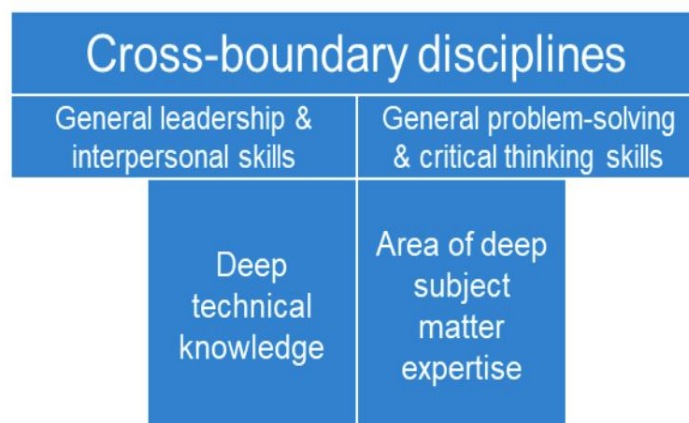 Cross-boundary disciplines
General leadership &
interpersonal skills
General problem-solving
& critical thinking skills
Deep
technical
knowledge
Area of deep
subject
matter
expertise